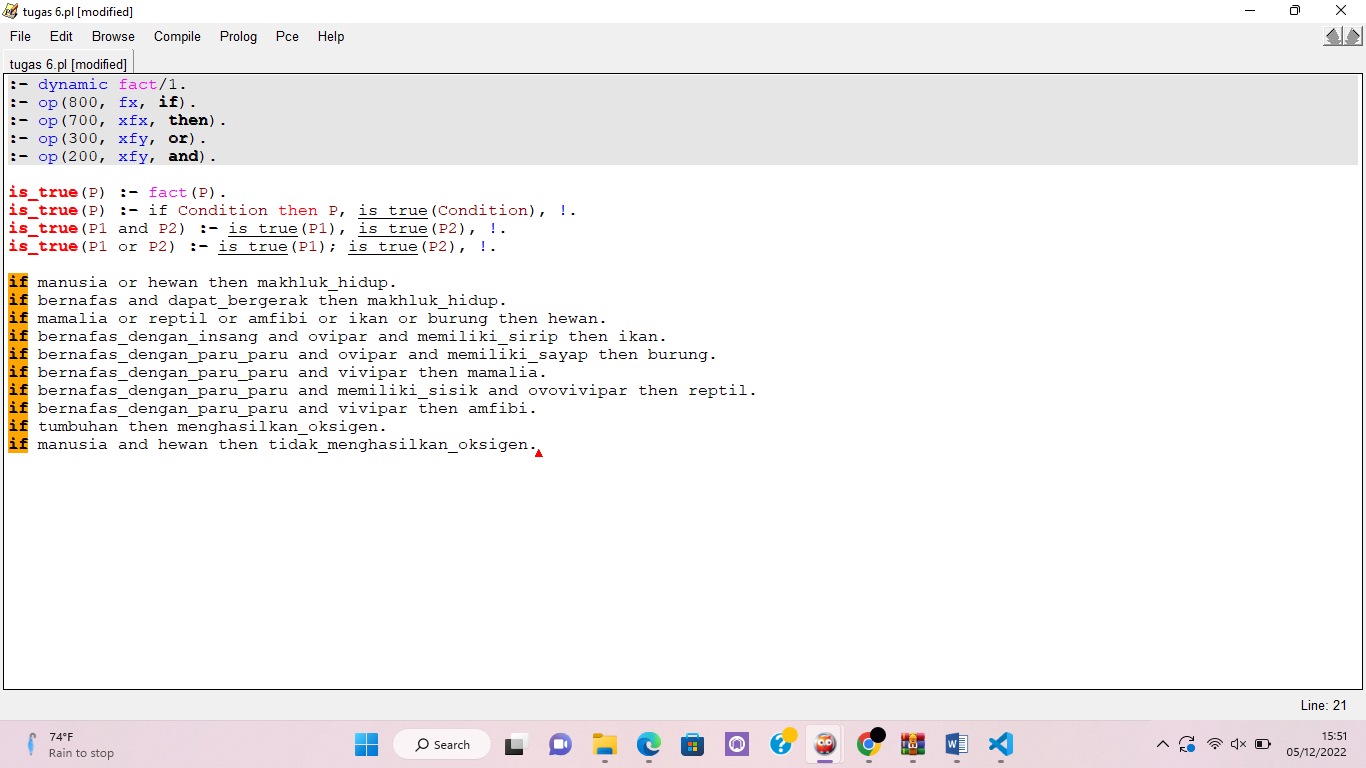 tugas 6.pl [modified]
File Edit Browse Compile Prolog Pce Help
tugas 6.pl [modified]
:- dynamic fact/1.
:- op(800, fx, if).
:- op(700, xfx, then).
:- op(300, xfy, or).
:- op(200, xfy, and).
is_true(P) :- fact(P).
is_true(P) :- if Condition then P, is_true(Condition), !.
is_true(P1 and P2) :- is_true(P1), is_true(P2), !.
is_true(P1 or P2) :- is_true(P1); is_true(P2), !.
if manusia or hewan then makhluk_hidup.
if bernafas and dapat_bergerak then makhluk_hidup.
if mamalia or reptil or amfibi or ikan or burung then hewan.
if bernafas_dengan_insang and ovipar and memiliki_sirip then ikan.
if bernafas_dengan_paru_paru and ovipar and memiliki_sayap then burung.
if bernafas_dengan_paru_paru and vivipar then mamalia.
if bernafas_dengan_paru_paru and memiliki_sisik and ovovivipar then reptil.
if bernafas_dengan_paru_paru and vivipar then amfibi.
if tumbuhan then menghasilkan_oksigen.
if manusia and hewan then tidak_menghasilkan_oksigen.
Line: 21
74°F
Rain to stop
Search
15:51
05/12/2022